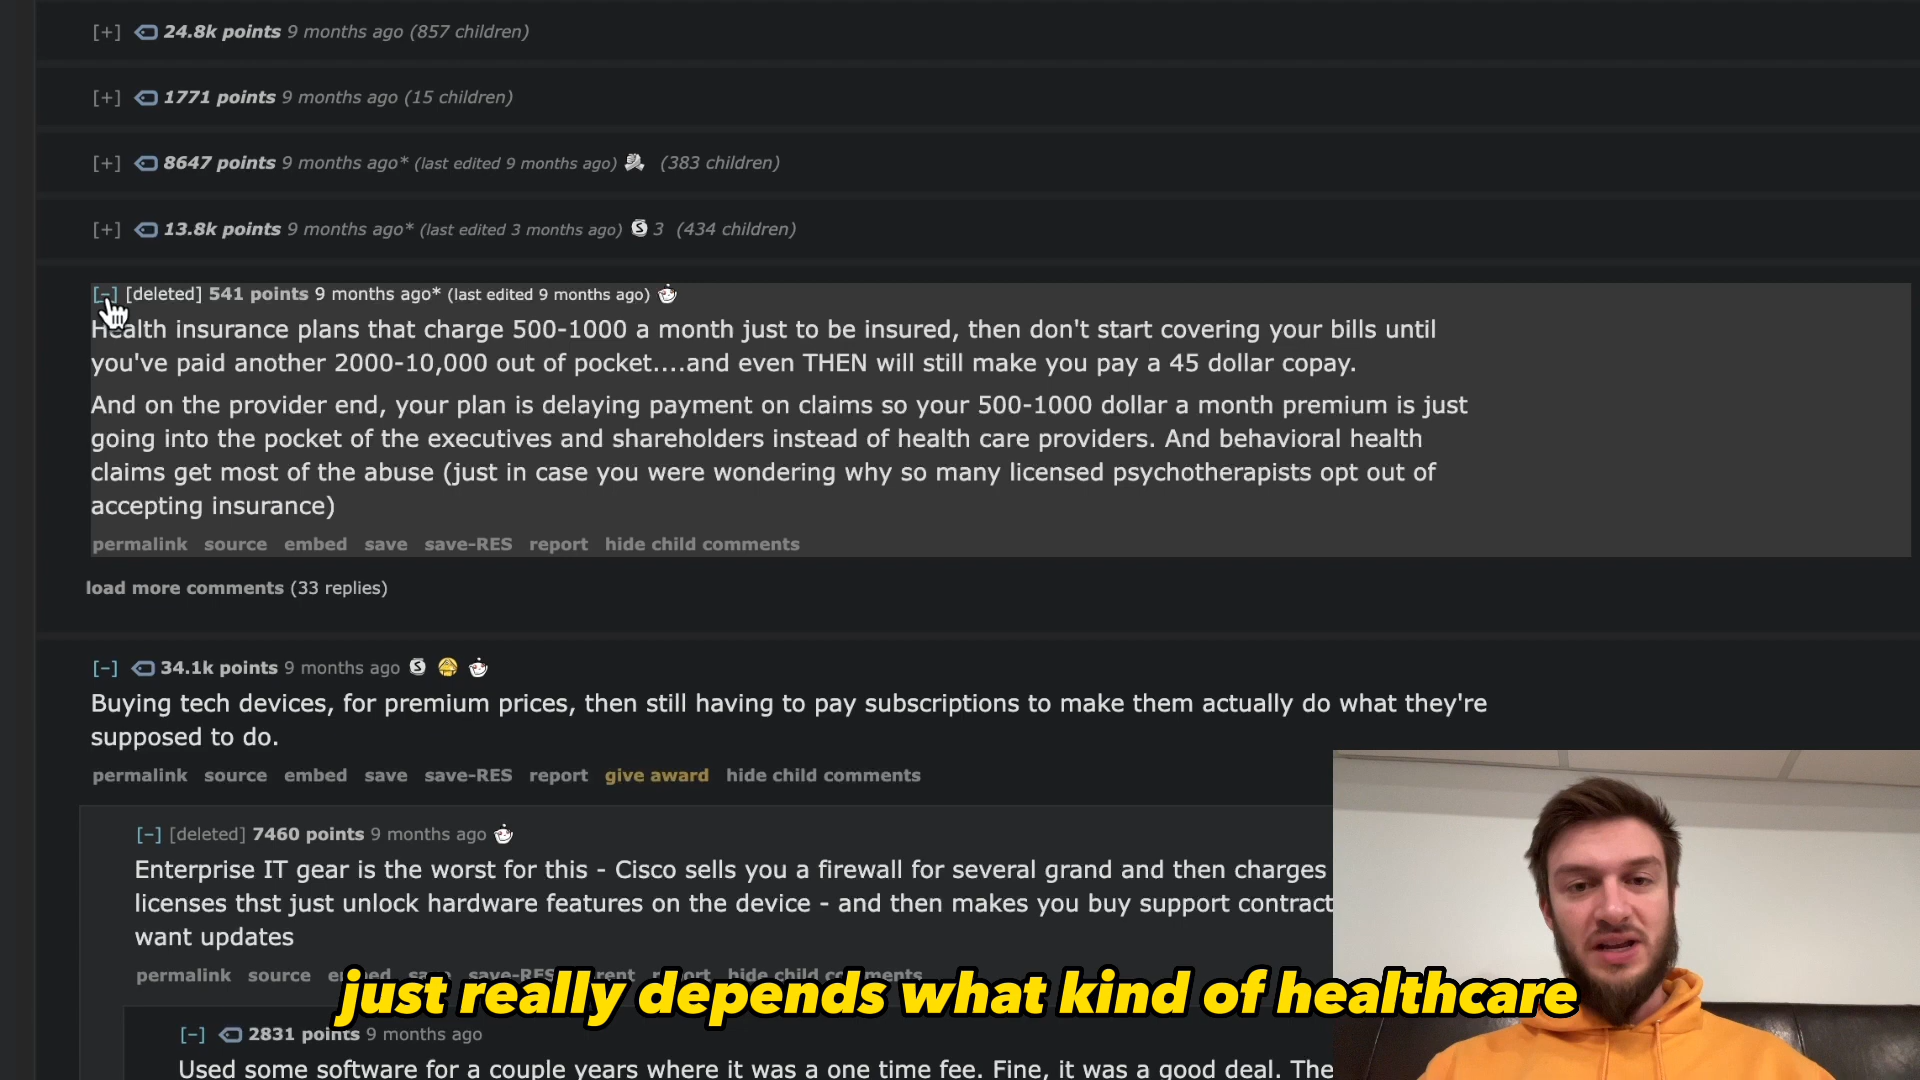 [+] 24.8k points 9 months ago (857 children)
[+] 1771 points 9 months ago (15 children)
[+] 8647 points 9 months ago* (last edited 9 months ago) (383 children)
[+] 13.8k points 9 months ago* (last edited 3 months ago) 3 (434 children)
[-] [deleted] 541 points 9 months ago* (last edited 9 months ago)
Health insurance plans that charge 500-1000 a month just to be insured, then don't start covering your bills until
you've paid another 2000-10,000 out of pocket....and even THEN will still make you pay a 45 dollar copay.
And on the provider end, your plan is delaying payment on claims so your 500-1000 dollar a month premium is just
going into the pocket of the executives and shareholders instead of health care providers. And behavioral health
claims get most of the abuse (just in case you were wondering why so many licensed psychotherapists opt out of
accepting insurance)
permalink source embed save save-RES report hide child comments
load more comments (33 replies)
[-] 34.1k points 9 months ago
Buying tech devices, for premium prices, then still having to pay subscriptions to make them actually do what they're
supposed to do.
permalink source embed save save-RES report give award hide child comments
[-] [deleted] 7460 points 9 months ago
Enterprise IT gear is the worst for this - Cisco sells you a firewall for several grand and then charges
licenses thst just unlock hardware features on the device - and then makes you buy support contract
want updates
permalink source embed save save-RES parent report hide child comments
just really depends what kind of healthcare
[-] 2831 points 9 months ago
Used some software for a couple years where it was a one time fee. Fine, it was a good deal. The